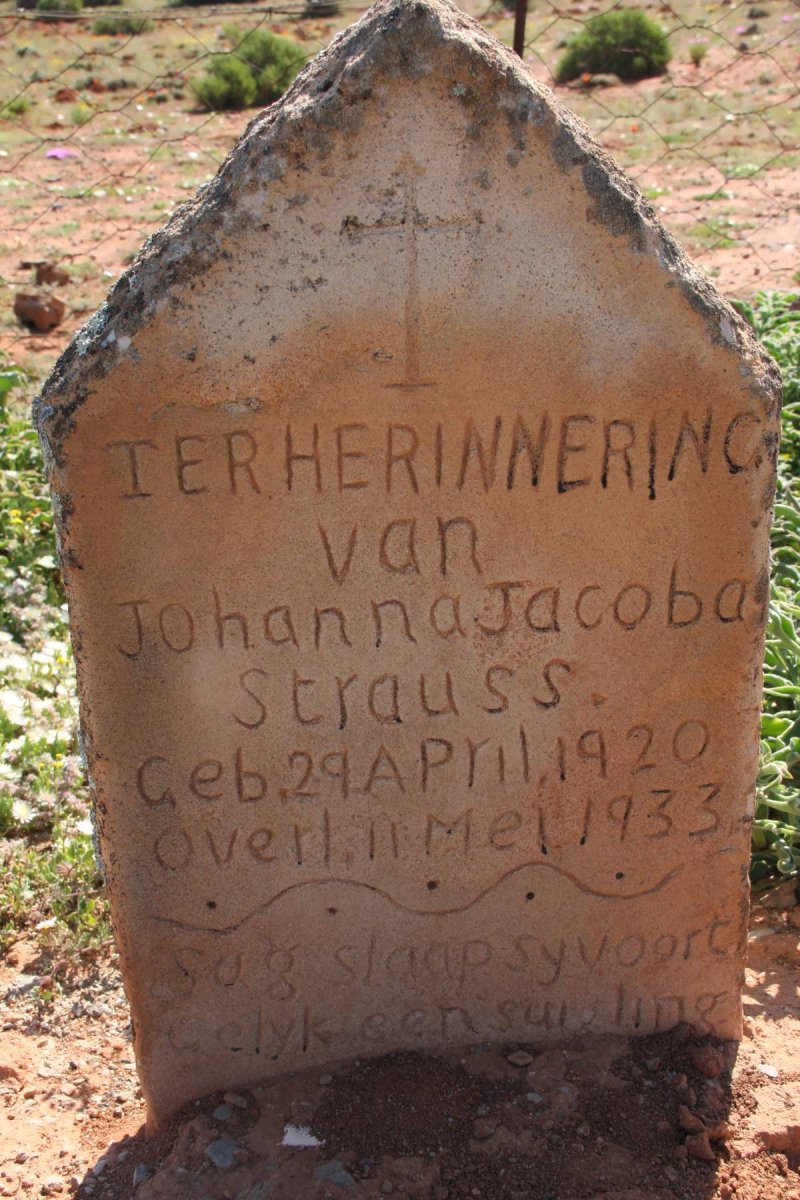 TER HERINNERING
van
Johanna Jacoba
Strauss.
Geb. 29 April. 1920
overl. 11 Mei. 1933
Sag slaap sy voort
Gelyk een suigling